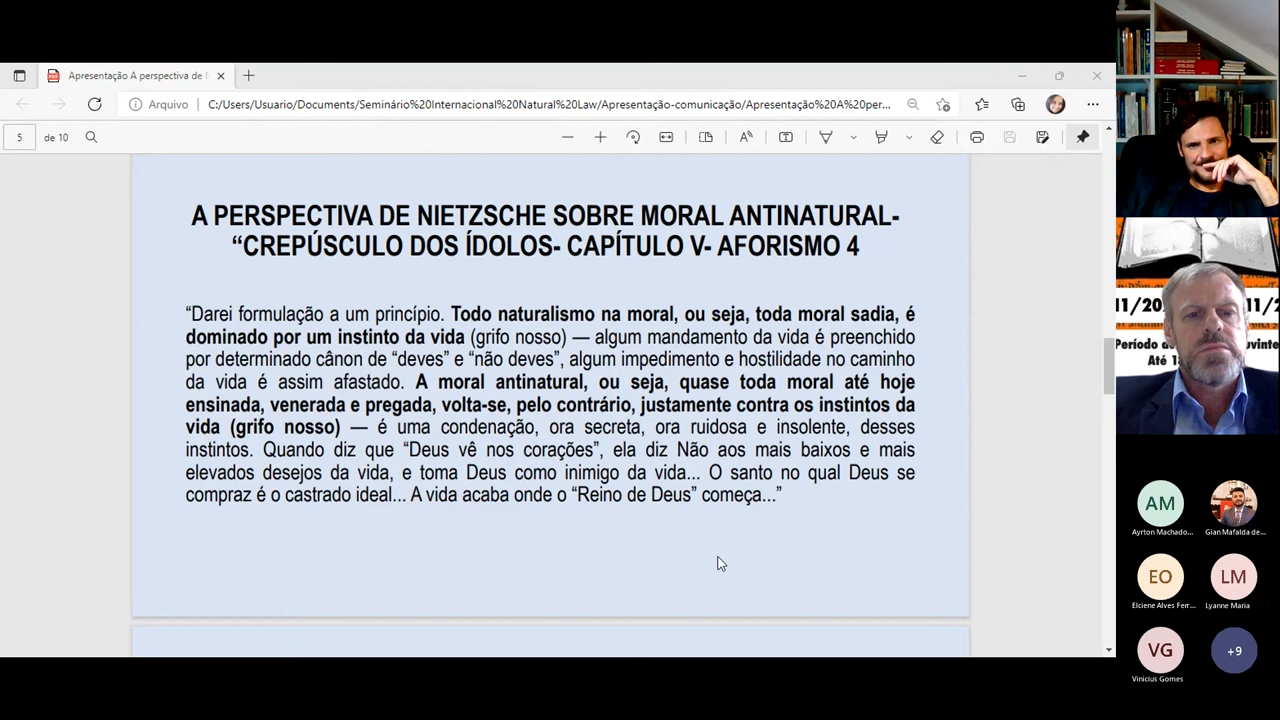 Apresentação A perspectiva de
Arquivo
C:/Users/Usuario/Documents/Seminário%20Internacional%20Natural%20Law/Apresentação-comunicação/Apresentação%20A%20per...
5
de 10
A PERSPECTIVA DE NIETZSCHE SOBRE MORAL ANTINATURAL-
“CREPÚSCULO DOS ÍDOLOS- CAPÍTULO V- AFORISMO 4
“Darei formulação a um princípio. Todo naturalismo na moral, ou seja, toda moral sadia, é
dominado por um instinto da vida (grifo nosso) — algum mandamento da vida é preenchido
por determinado cânon de “deves” e “não deves”, algum impedimento e hostilidade no caminho
da vida é assim afastado. A moral antinatural, ou seja, quase toda moral até hoje
ensinada, venerada e pregada, volta-se, pelo contrário, justamente contra os instintos da
vida (grifo nosso) — é uma condenação, ora secreta, ora ruidosa e insolente, desses
instintos. Quando diz que “Deus vê nos corações”, ela diz Não aos mais baixos e mais
elevados desejos da vida, e toma Deus como inimigo da vida... O santo no qual Deus se
compraz é o castrado ideal... A vida acaba onde o “Reino de Deus” começa...”
11/20
11/2
Período
Até 1
AM
Ayrton Machado...
Gian Mafalda de...
EO
Elciene Alves Ferr...
LM
Lyanne Maria
VG
Vinicius Gomes
+9